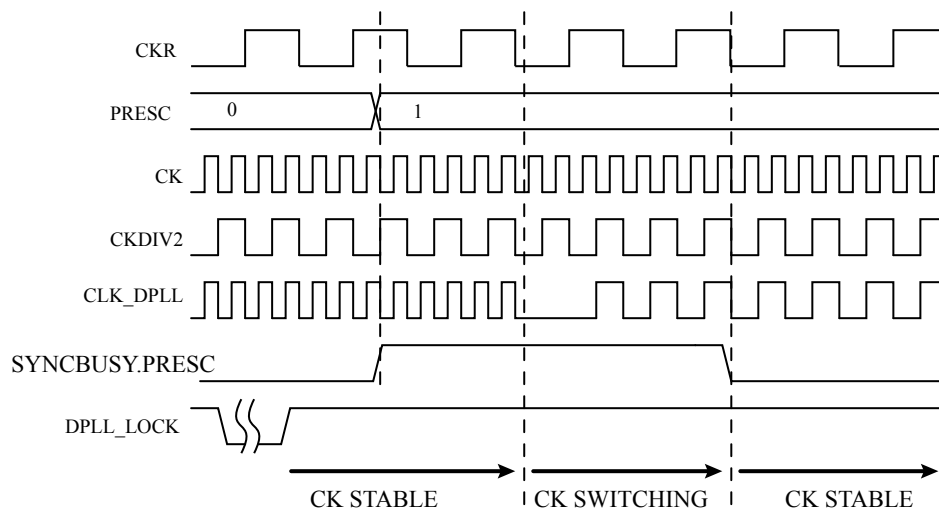 CKR
PRESC
0
1
CK
CKDIV2
CLK_DPLL
SYNCBUSY.PRESC
DPLL_LOCK
CK STABLE
CK SWITCHING
CK STABLE